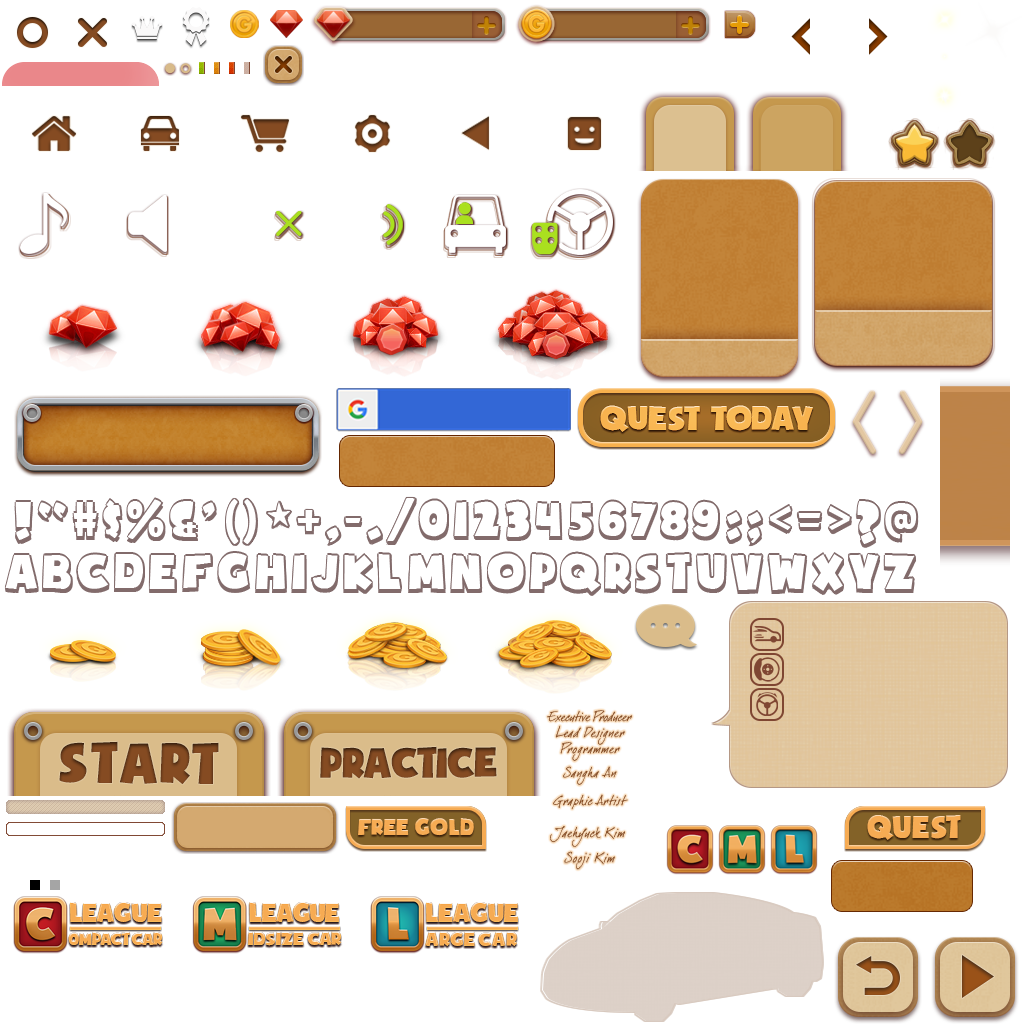 G
G
G
QUEST TODAY
!"#$%&'()*+,-./0123456789:;<=>?@
ABCDEFGHIJKLMNOPQRSTUVWXYZ
START
PRACTICE
Executive Producer
Lead Designer
Programmer
Sangha An
Graphic Artist
Jaehyuck Kim
Sooji Kim
FREE GOLD
C M L
QUEST
C LEAGUE
OMPACT CAR
M LEAGUE
IDSIZE CAR
L LEAGUE
ARGE CAR